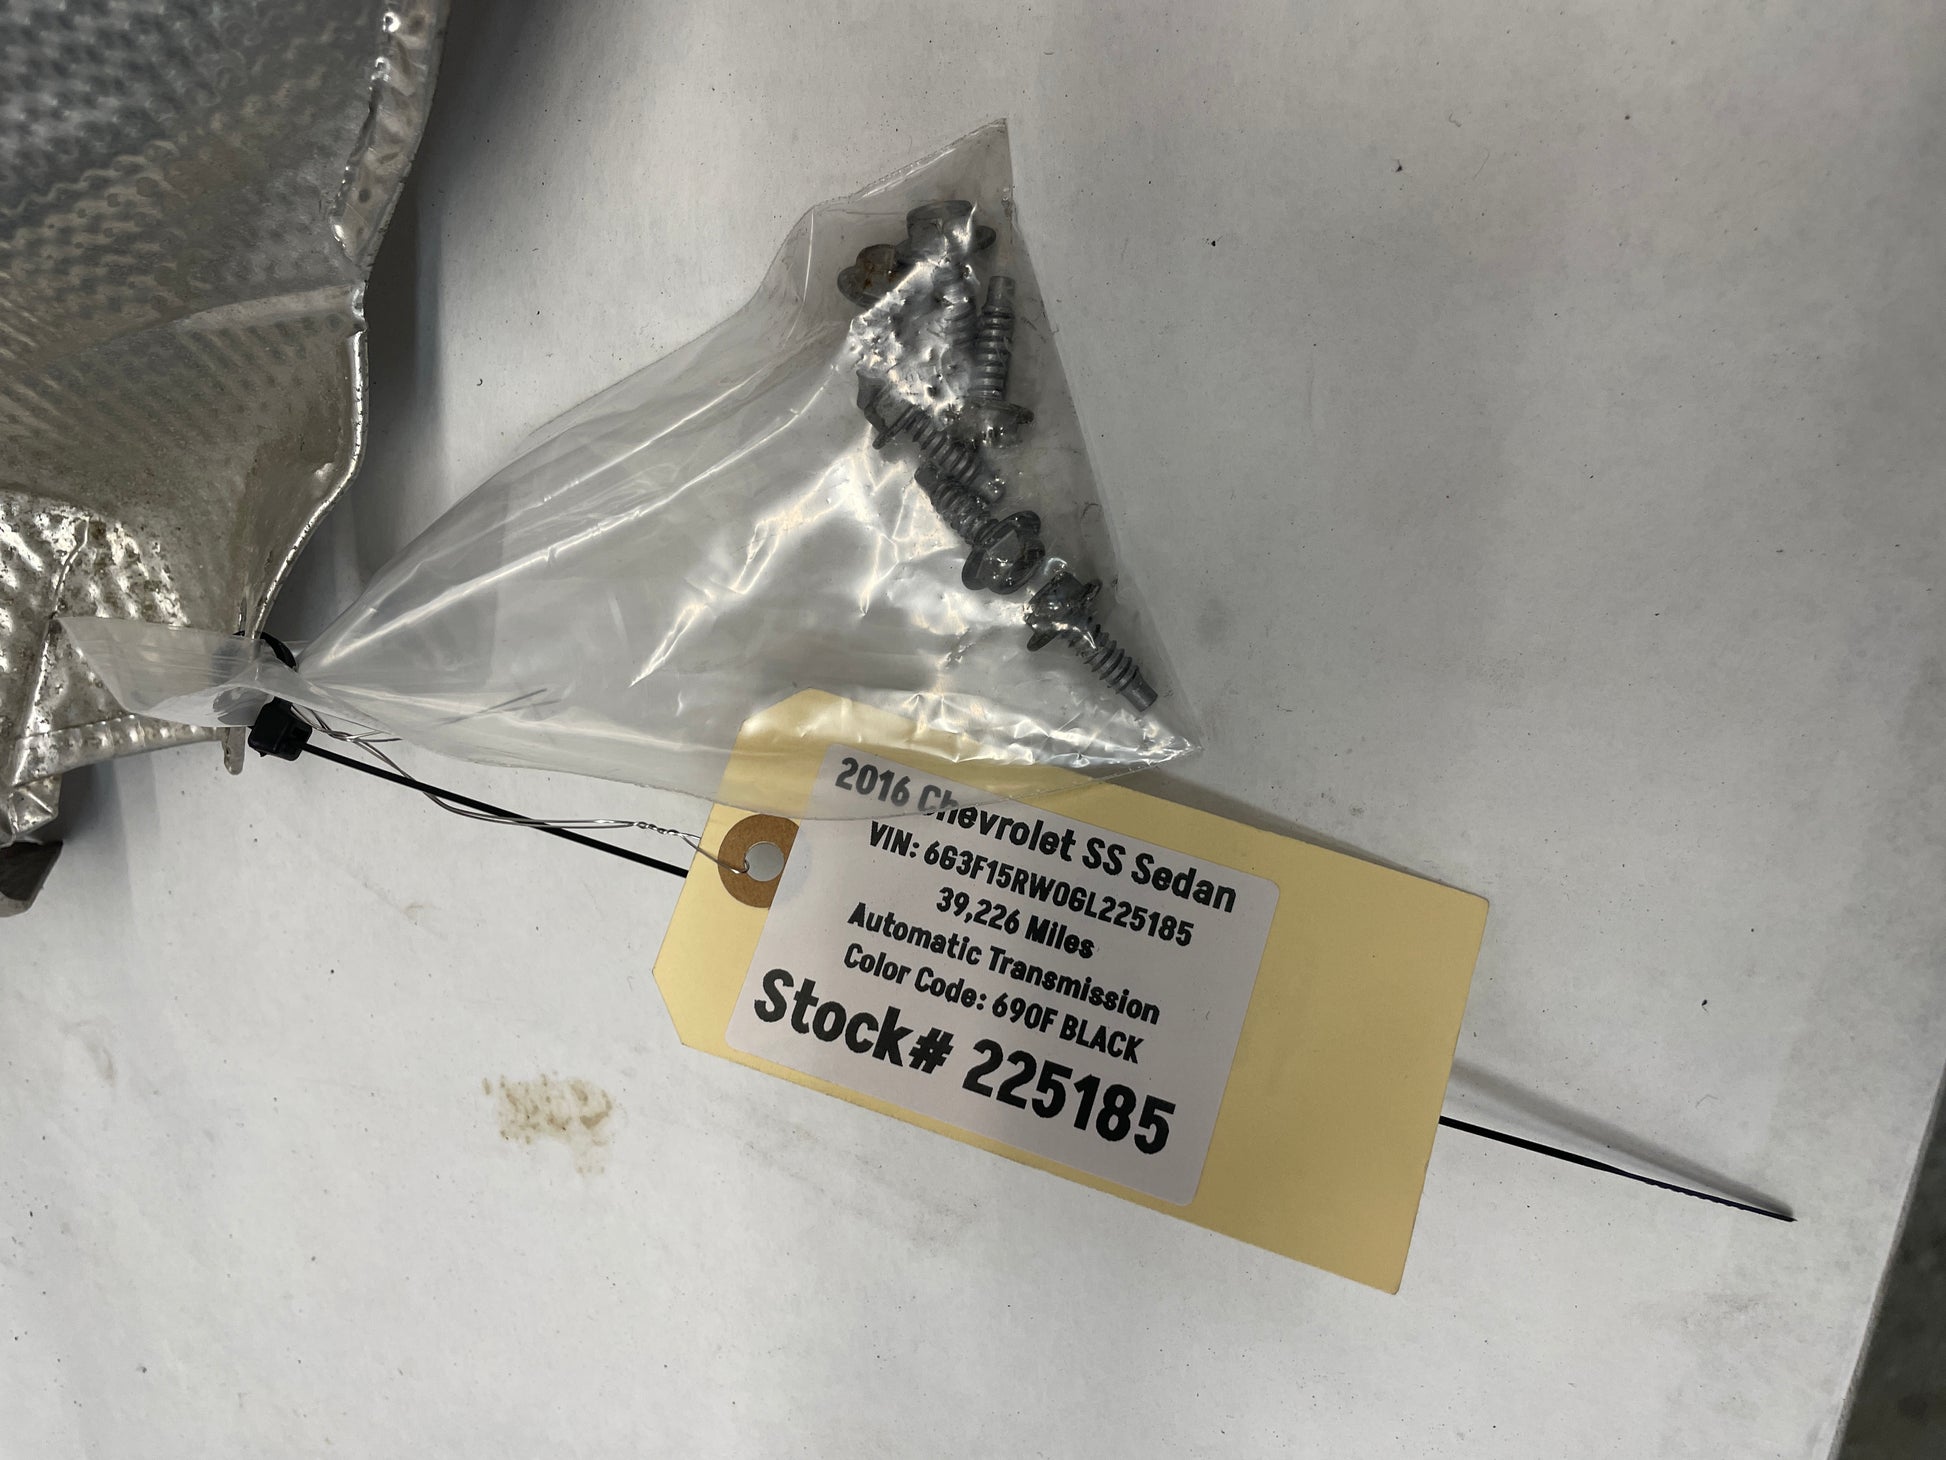 2016 Chevrolet SS Sedan
VIN: 6G3F15RW0GL225185
39,226 Miles
Automatic Transmission
Color Code: 690F BLACK
Stock# 225185